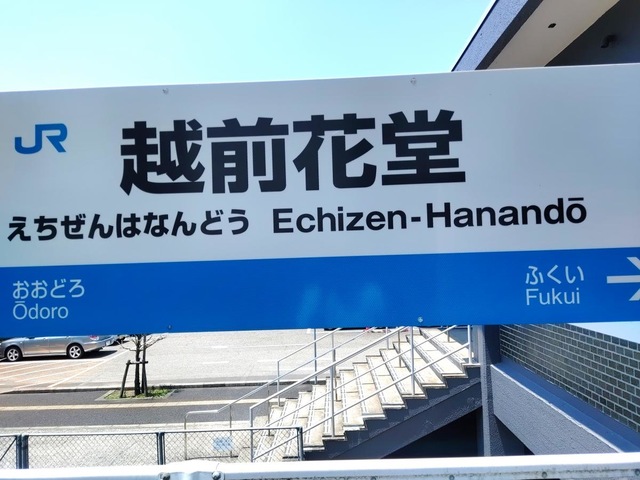 JR
越前花堂
えちぜんはなんどう Echizen-Hanandō
おおどろ
Ōdoro
ふくい
Fukui